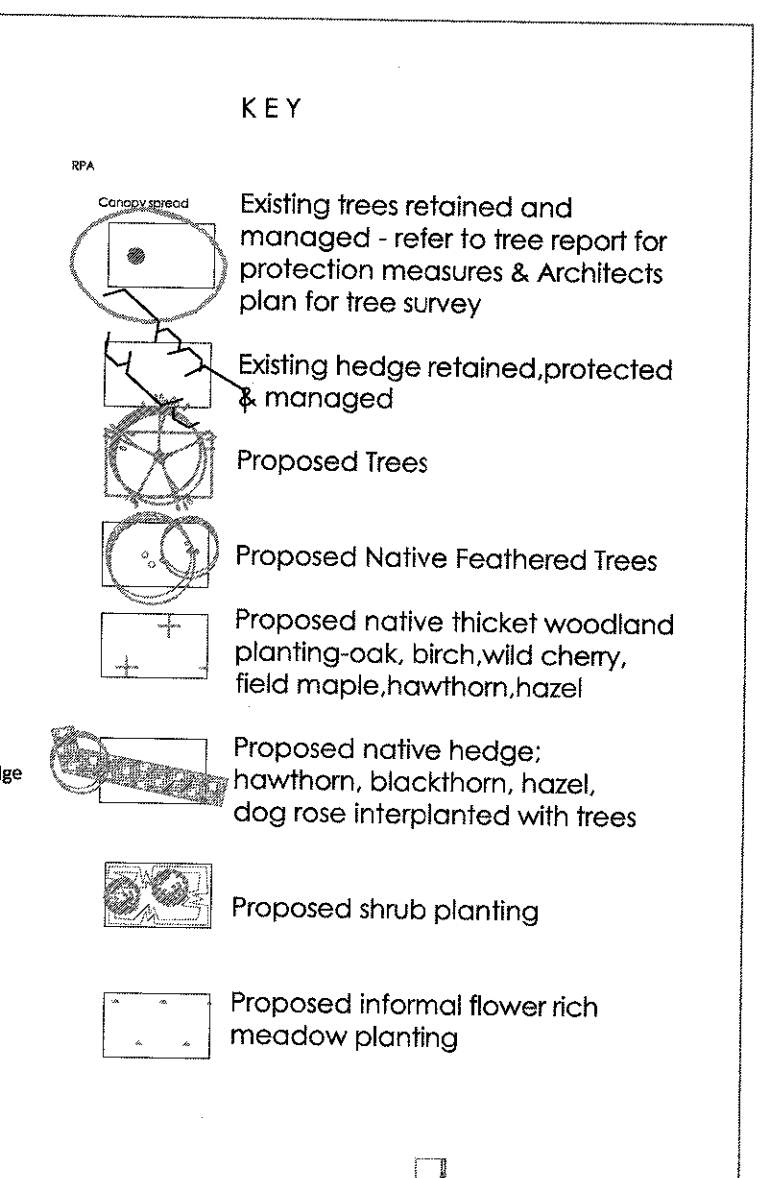 KEY
RPA
Canopy spread
Existing trees retained and
managed - refer to tree report for
protection measures & Architects
plan for tree survey
Existing hedge retained,protected
& managed
Proposed Trees
Proposed Native Feathered Trees
Proposed native thicket woodland
planting-oak, birch,wild cherry,
field maple,hawthorn,hazel
Proposed native hedge;
hawthorn, blackthorn, hazel,
dog rose interplanted with trees
Proposed shrub planting
Proposed informal flower rich
meadow planting